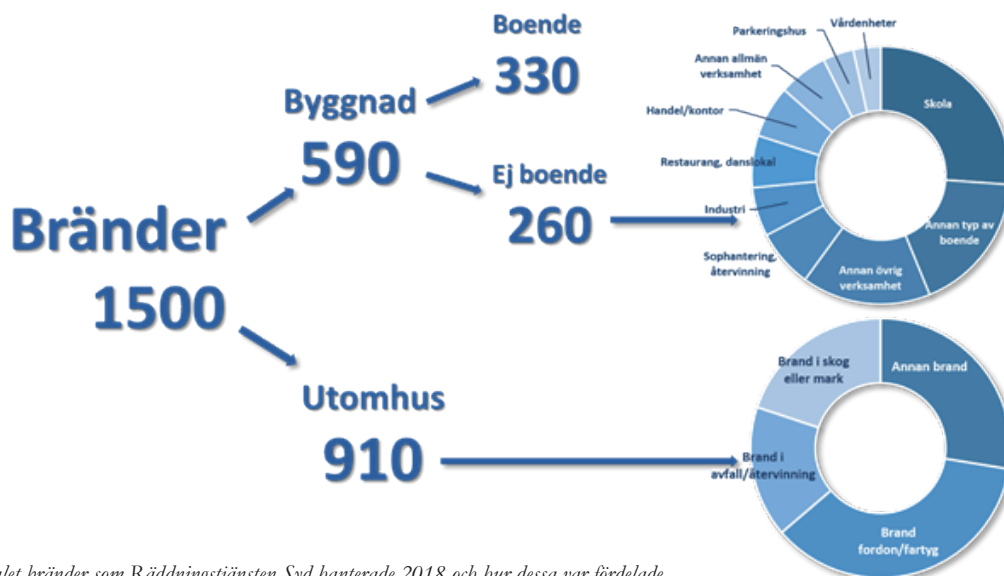 Bränder
1500
Byggnad
590
Boende
330
Ej boende
260
Utomhus
910
Vårdenheter
Parkeringshus
Annan allmän
verksamhet
Handel/kontor
Restaurang, danslokal
Industri
Sophantering,
återvinning
Annan övrig
verksamhet
Annan typ av
boende
Skola
Brand i skog
eller mark
Annan brand
Brand i
avfall/återvinning
Brand
fordon/fartyg
bränder som Räddningstjänsten Syd hanterade 2018 och hur dessa var fördelade